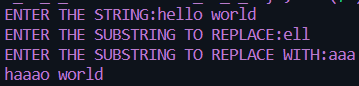 ENTER THE STRING:hello world
ENTER THE SUBSTRING TO REPLACE:ell
ENTER THE SUBSTRING TO REPLACE WITH:aaa
haaao world